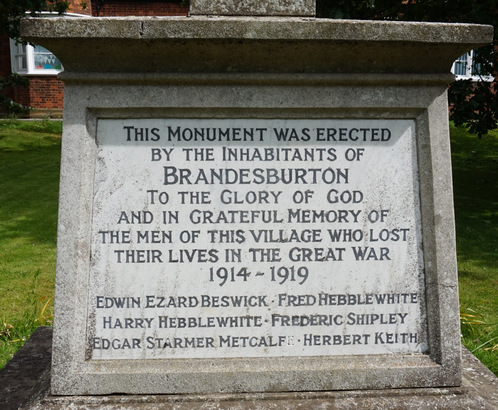 THIS MONUMENT WAS ERECTED
BY THE INHABITANTS OF
BRANDESBURTON
TO THE GLORY OF GOD
AND IN GRATEFUL MEMORY OF
THE MEN OF THIS VILLAGE WHO LOST
THEIR LIVES IN THE GREAT WAR
1914 - 1919
EDWIN EZARD BESWICK · FRED HEBBLEWHITE
HARRY HEBBLEWHITE · FREDERIC SHIPLEY
EDGAR STARMER METCALFE · HERBERT KEITH